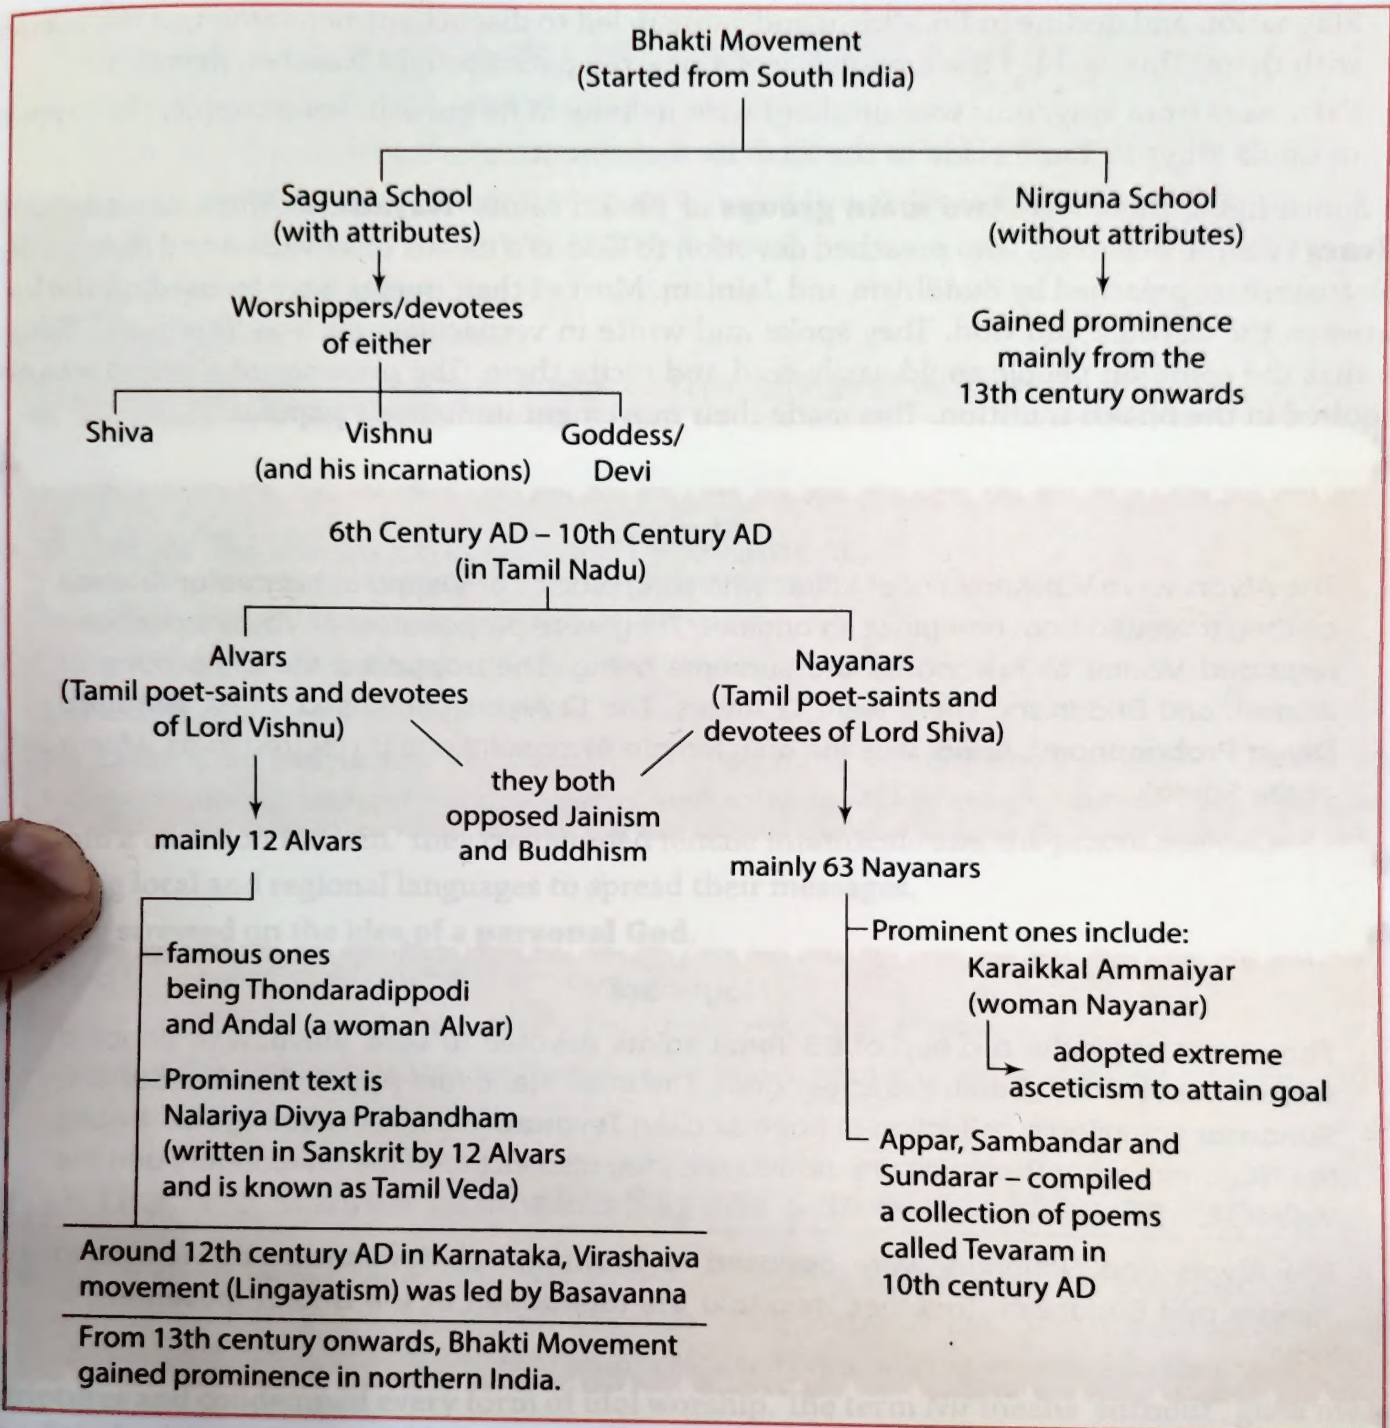 Bhakti Movement
(Started from South India)
Saguna School
(with attributes)
Worshippers/devotees
of either
Shiva
Vishnu
(and his incarnations)
Goddess/
Devi
Nirguna School
(without attributes)
Gained prominence
mainly from the
13th century onwards
6th Century AD – 10th Century AD
(in Tamil Nadu)
Alvars
(Tamil poet-saints and devotees
of Lord Vishnu)
Nayanars
(Tamil poet-saints and
devotees of Lord Shiva)
they both
opposed Jainism
and Buddhism
mainly 12 Alvars
famous ones
being Thondaradippodi
and Andal (a woman Alvar)
Prominent text is
Nalariya Divya Prabandham
(written in Sanskrit by 12 Alvars
and is known as Tamil Veda)
mainly 63 Nayanars
Prominent ones include:
Karaikkal Ammaiyar
(woman Nayanar)
adopted extreme
asceticism to attain goal
Appar, Sambandar and
Sundarar – compiled
a collection of poems
called Tevaram in
10th century AD
Around 12th century AD in Karnataka, Virashaiva
movement (Lingayatism) was led by Basavanna
From 13th century onwards, Bhakti Movement
gained prominence in northern India.